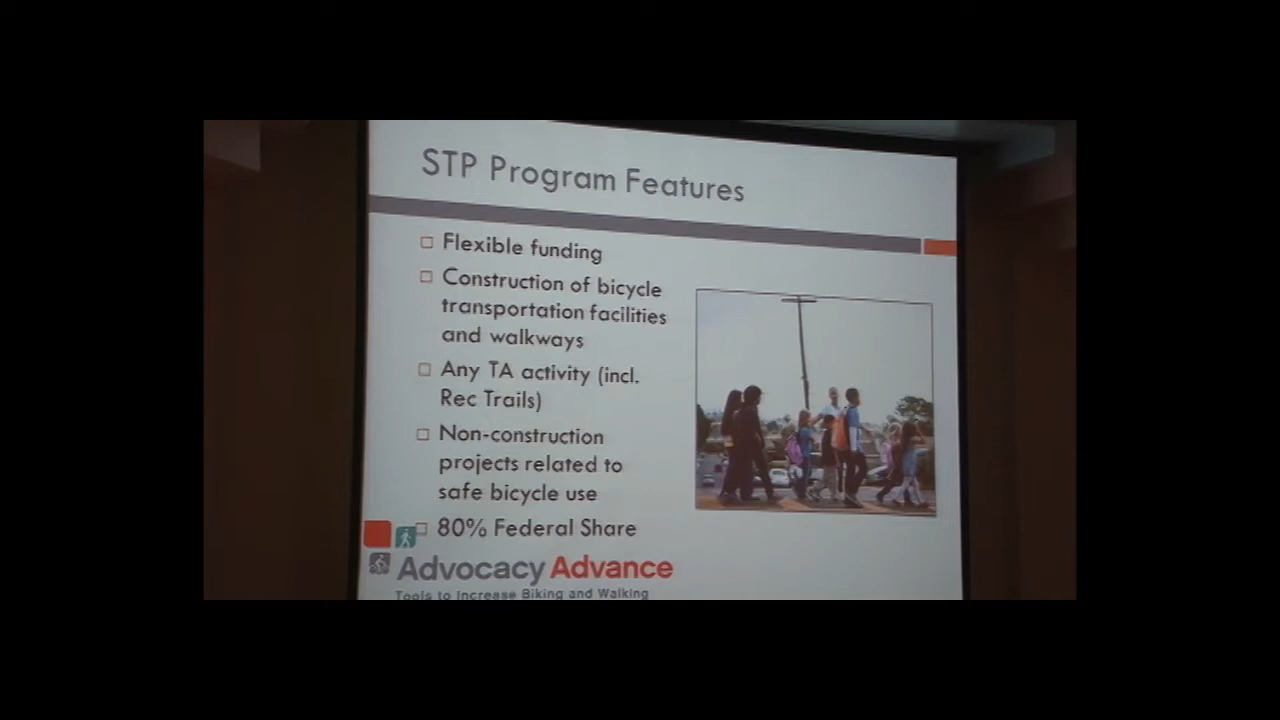 STP Program Features
Flexible funding
Construction of bicycle
transportation facilities
and walkways
Any TA activity (incl.
Rec Trails)
Non-construction
projects related to
safe bicycle use
80% Federal Share
Advocacy Advance
Tools to Increase Biking and Walking